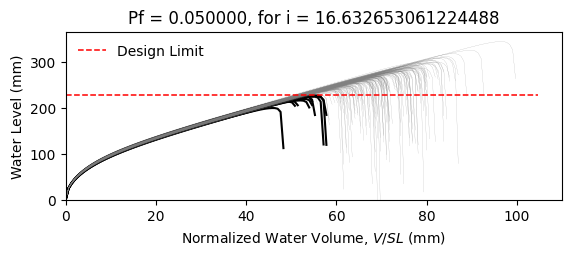 Pf = 0.050000, for i = 16.632653061224488
Design Limit
Water Level (mm)
300
200
100
0
0 20 40 60 80 100
Normalized Water Volume, V/SL (mm)